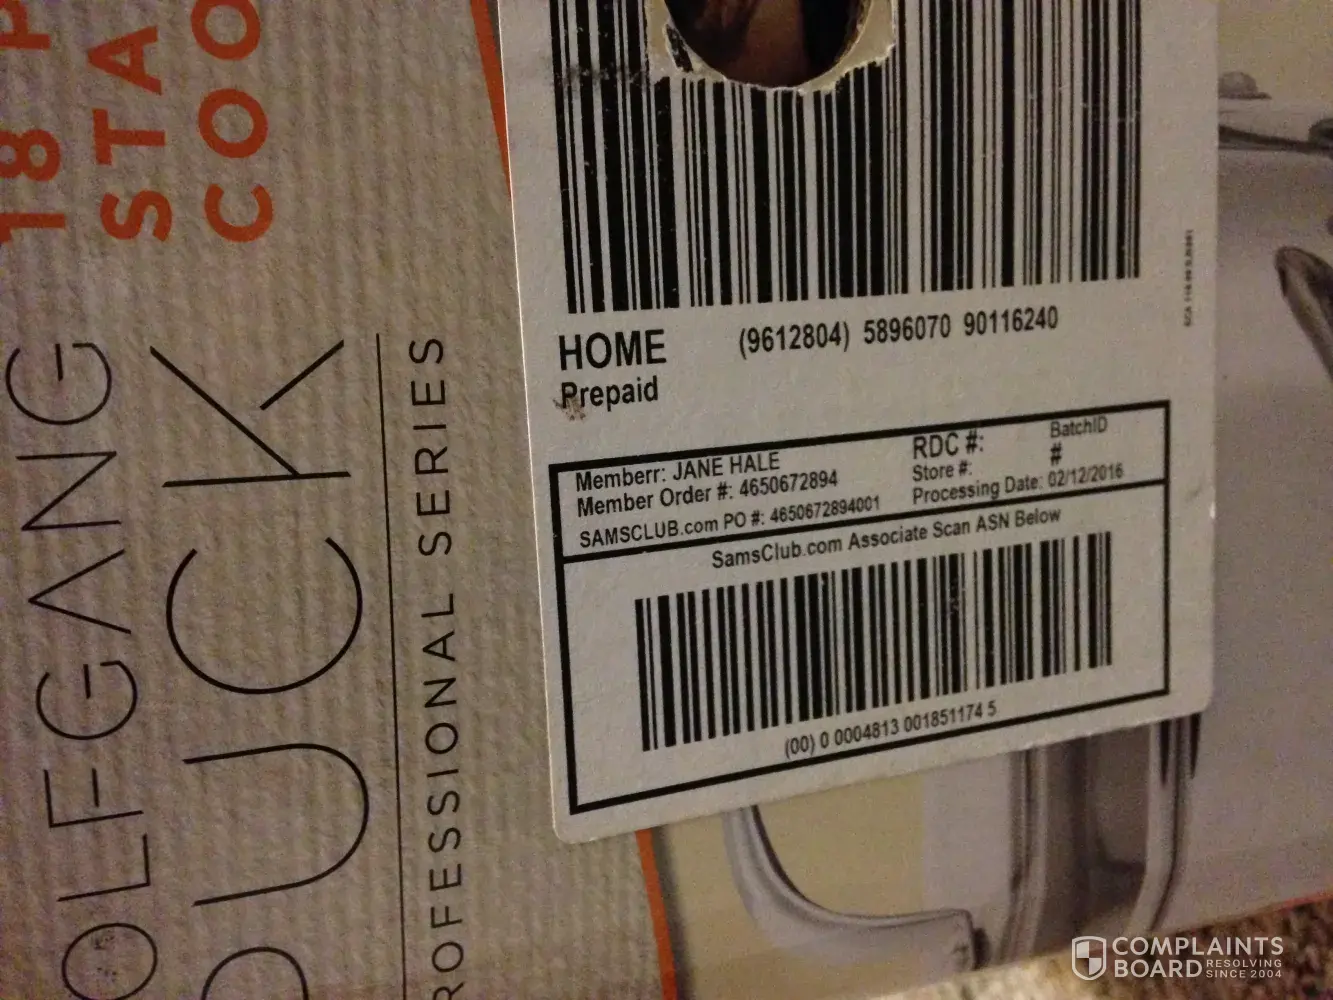 18 P
STA
COO
OLFGANG
PUCK
ROFESSIONAL SERIES
HOME
(9612804) 5896070 90116240
Prepaid
Memberr: JANE HALE
Member Order #: 4650672894
SAMSCLUB.com PO #: 4650672894001
RDC #:
Store #:
Processing Date: 02/12/2016
BatchID
#
SamsClub.com Associate Scan ASN Below
(00) 0 0004813 001851174 5
COMPLAINTS
BOARD RESOLVING
SINCE 2004